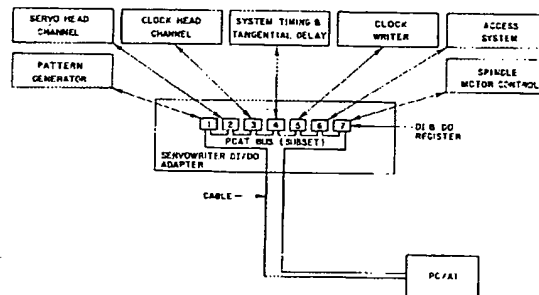 SERVO HEAD
CHANNEL
CLOCK HEAD
CHANNEL
SYSTEM TIMING &
TANGENTIAL DELAY
CLOCK
WRITER
ACCESS
SYSTEM
PATTERN
GENERATOR
SPINDLE
MOTOR CONTROL
1 2 3 4 5 6 7
DI & DO
REGISTER
PCAT BUS (SUBSET)
SERVOWRITER DI/DO
ADAPTER
CABLE
PC/AT